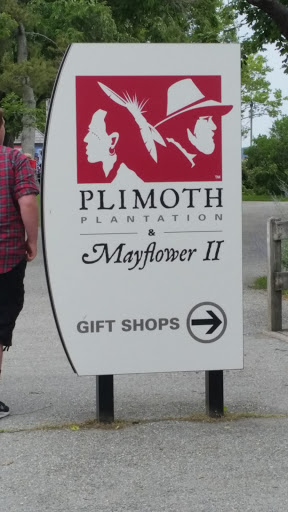 PLIMOTH
PLANTATION
&
Mayflower II
GIFT SHOPS